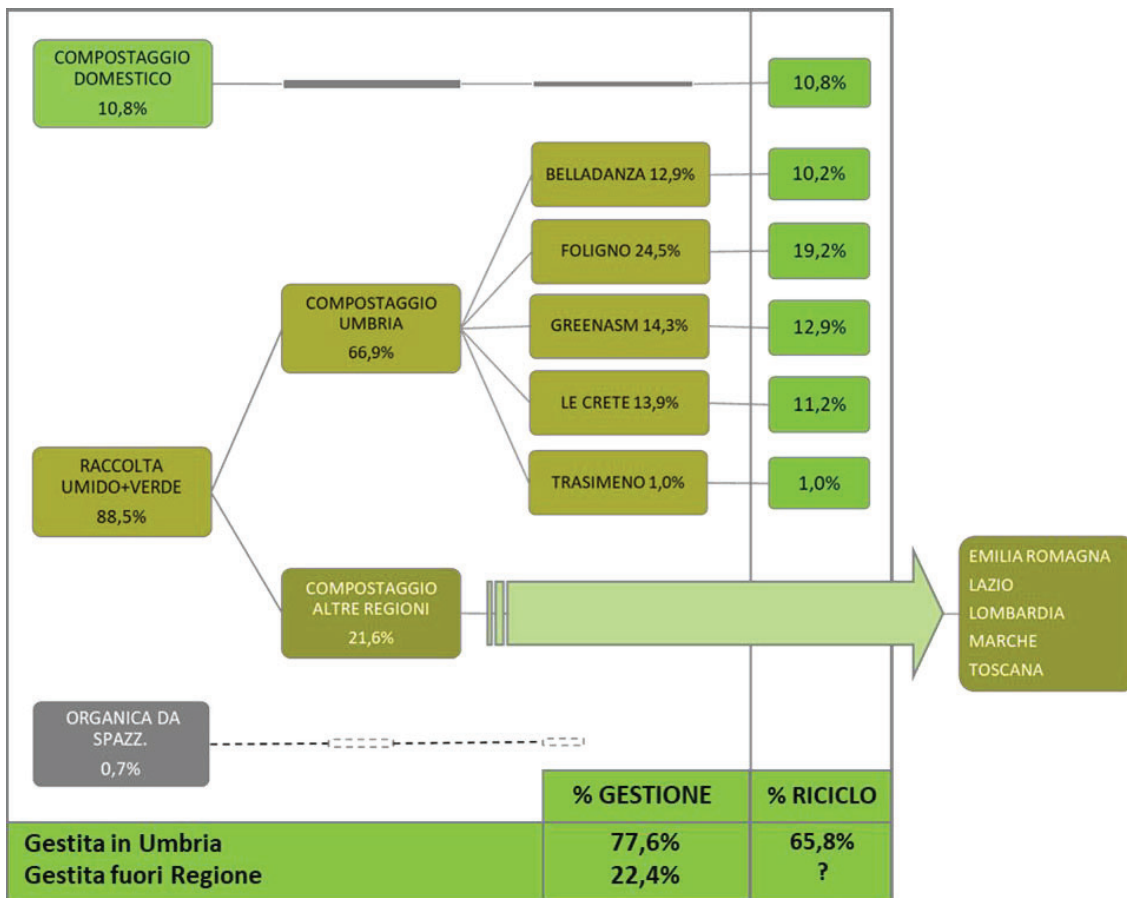 COMPOSTAGGIO
DOMESTICO
10,8%
10,8%
BELLADANZA 12,9%
10,2%
FOLIGNO 24,5%
19,2%
COMPOSTAGGIO
UMBRIA
66,9%
GREENASM 14,3%
12,9%
LE CRETE 13,9%
11,2%
RACCOLTA
UMIDO+VERDE
88,5%
TRASIMENO 1,0%
1,0%
COMPOSTAGGIO
ALTRE REGIONI
21,6%
EMILIA ROMAGNA
LAZIO
LOMBARDIA
MARCHE
TOSCANA
ORGANICA DA
SPAZZ.
0,7%
% GESTIONE % RICICLO
Gestita in Umbria 77,6% 65,8%
Gestita fuori Regione 22,4% ?